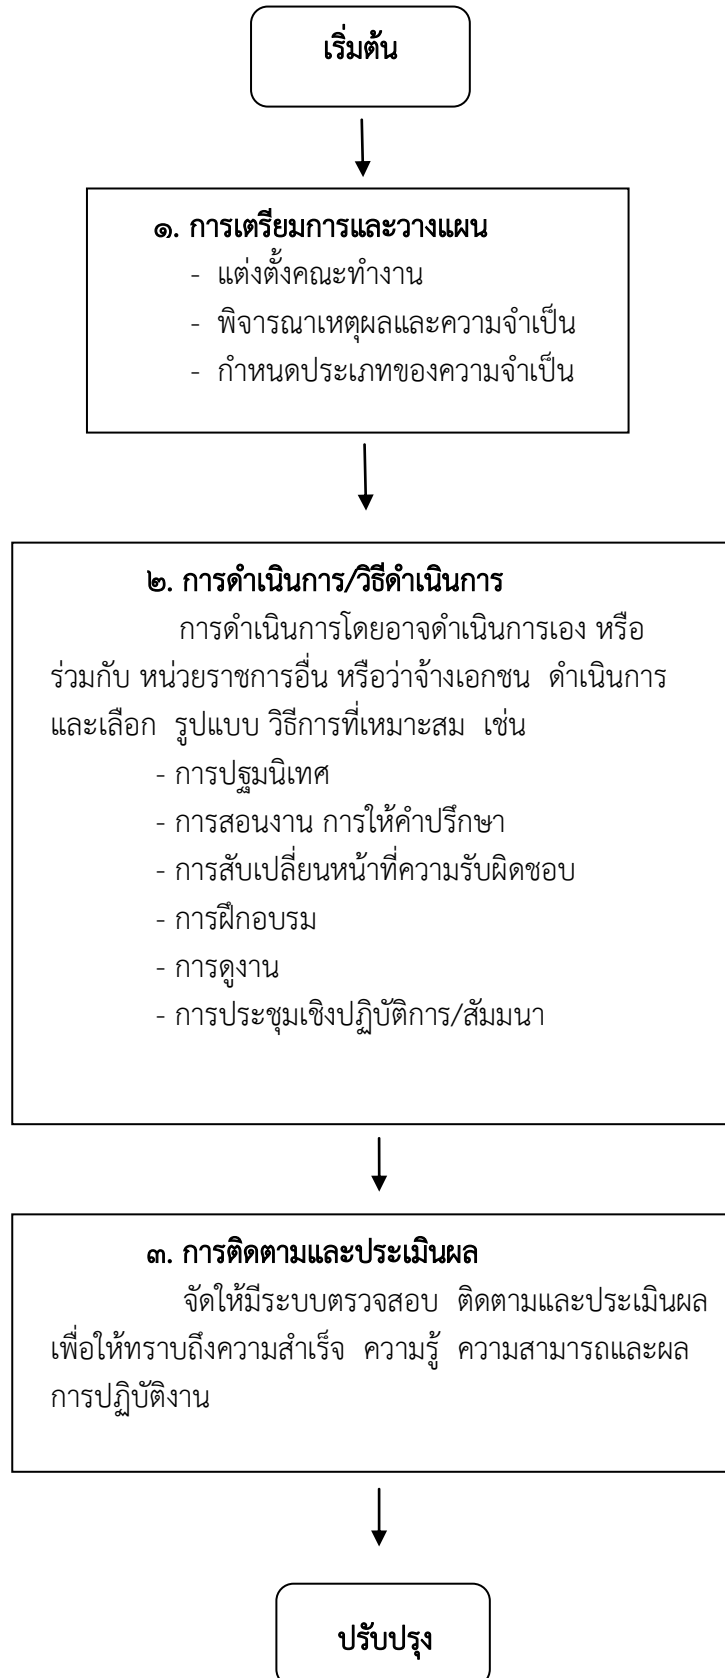 เริ่มต้น
๑. การเตรียมการและวางแผน
- แต่งตั้งคณะทำงาน
- พิจารณาเหตุผลและความจำเป็น
- กำหนดประเภทของความจำเป็น
๒. การดำเนินการ/วิธีดำเนินการ
การดำเนินการโดยอาจดำเนินการเอง หรือ
ร่วมกับ หน่วยราชการอื่น หรือว่าจ้างเอกชน ดำเนินการ
และเลือก รูปแบบ วิธีการที่เหมาะสม เช่น
- การปฐมนิเทศ
- การสอนงาน การให้คำปรึกษา
- การสับเปลี่ยนหน้าที่ความรับผิดชอบ
- การฝึกอบรม
- การดูงาน
- การประชุมเชิงปฏิบัติการ/สัมมนา
๓. การติดตามและประเมินผล
จัดให้มีระบบตรวจสอบ ติดตามและประเมินผล
เพื่อให้ทราบถึงความสำเร็จ ความรู้ ความสามารถและผล
การปฏิบัติงาน
ปรับปรุง